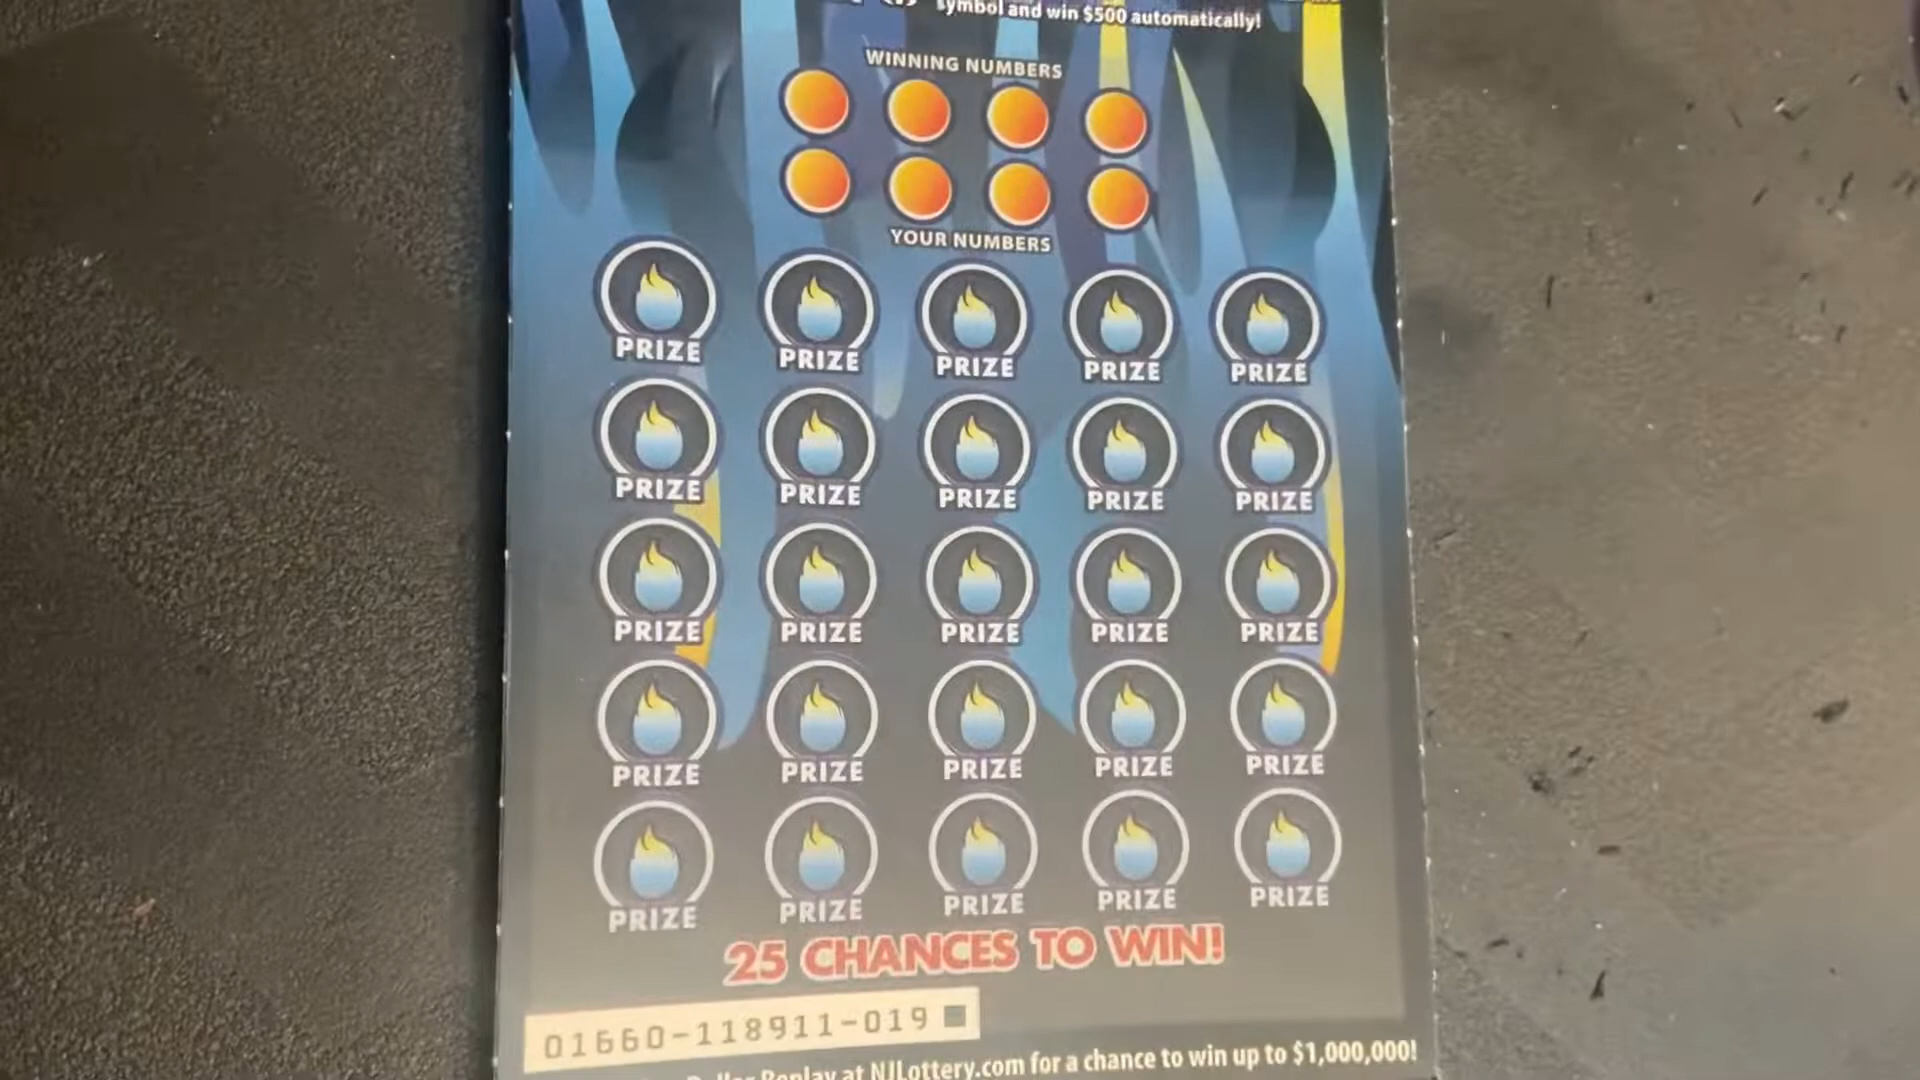 symbol and win $500 automatically!
WINNING NUMBERS
YOUR NUMBERS
PRIZE PRIZE PRIZE PRIZE PRIZE
PRIZE PRIZE PRIZE PRIZE PRIZE
PRIZE PRIZE PRIZE PRIZE PRIZE
PRIZE PRIZE PRIZE PRIZE PRIZE
PRIZE PRIZE PRIZE PRIZE PRIZE
25 CHANCES TO WIN!
01660-118911-019
Replay at NJLottery.com for a chance to win up to $1,000,000!